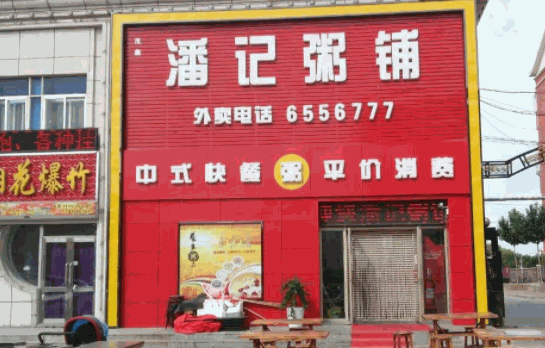 潘记粥铺
外卖电话 6556777
中式快餐 粥 平价消费
花爆竹